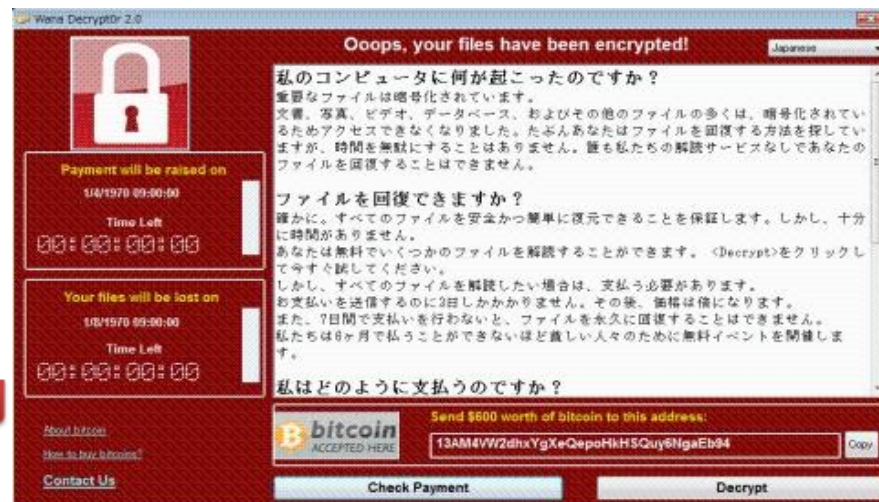 Wana Decrypt0r 2.0
Ooops, your files have been encrypted!
Japanese
Payment will be raised on
1/4/1970 09:00:00
Time Left
00:00:00:00
Your files will be lost on
1/8/1970 09:00:00
Time Left
00:00:00:00
About bitcoin
How to buy bitcoins?
Contact Us
私のコンピュータに何が起こったのですか？
重要なファイルは暗号化されています。
文書、写真、ビデオ、データベース、およびその他のファイルの多くは、暗号化されてい
るためアクセスできなくなりました。たぶんあなたはファイルを回復する方法を探してい
ますが、時間を無駄にすることはありません。誰も私たちの解読サービスなしであなたの
ファイルを回復することはできません。
ファイルを回復できますか？
確かに。すべてのファイルを安全かつ簡単に復元できることを保証します。しかし、十分
に時間がありません。
あなたは無料でいくつかのファイルを解読することができます。 <Decrypt>をクリックし
て今すぐ試してください。
しかし、すべてのファイルを解読したい場合は、支払う必要があります。
お支払いを送信するのに3日しかかかりません。その後、価格は倍になります。
また、7日間で支払いを行わないと、ファイルを永久に回復することはできません。
私たちは6ヶ月で払うことができないほど貧しい人々のために無料イベントを開催しま
す。
私はどのように支払うのですか？
bitcoin
ACCEPTED HERE
Send $600 worth of bitcoin to this address:
13AM4VW2dhxYgXeQepoHkHSQuy6NgaEb94
Copy
Check Payment
Decrypt